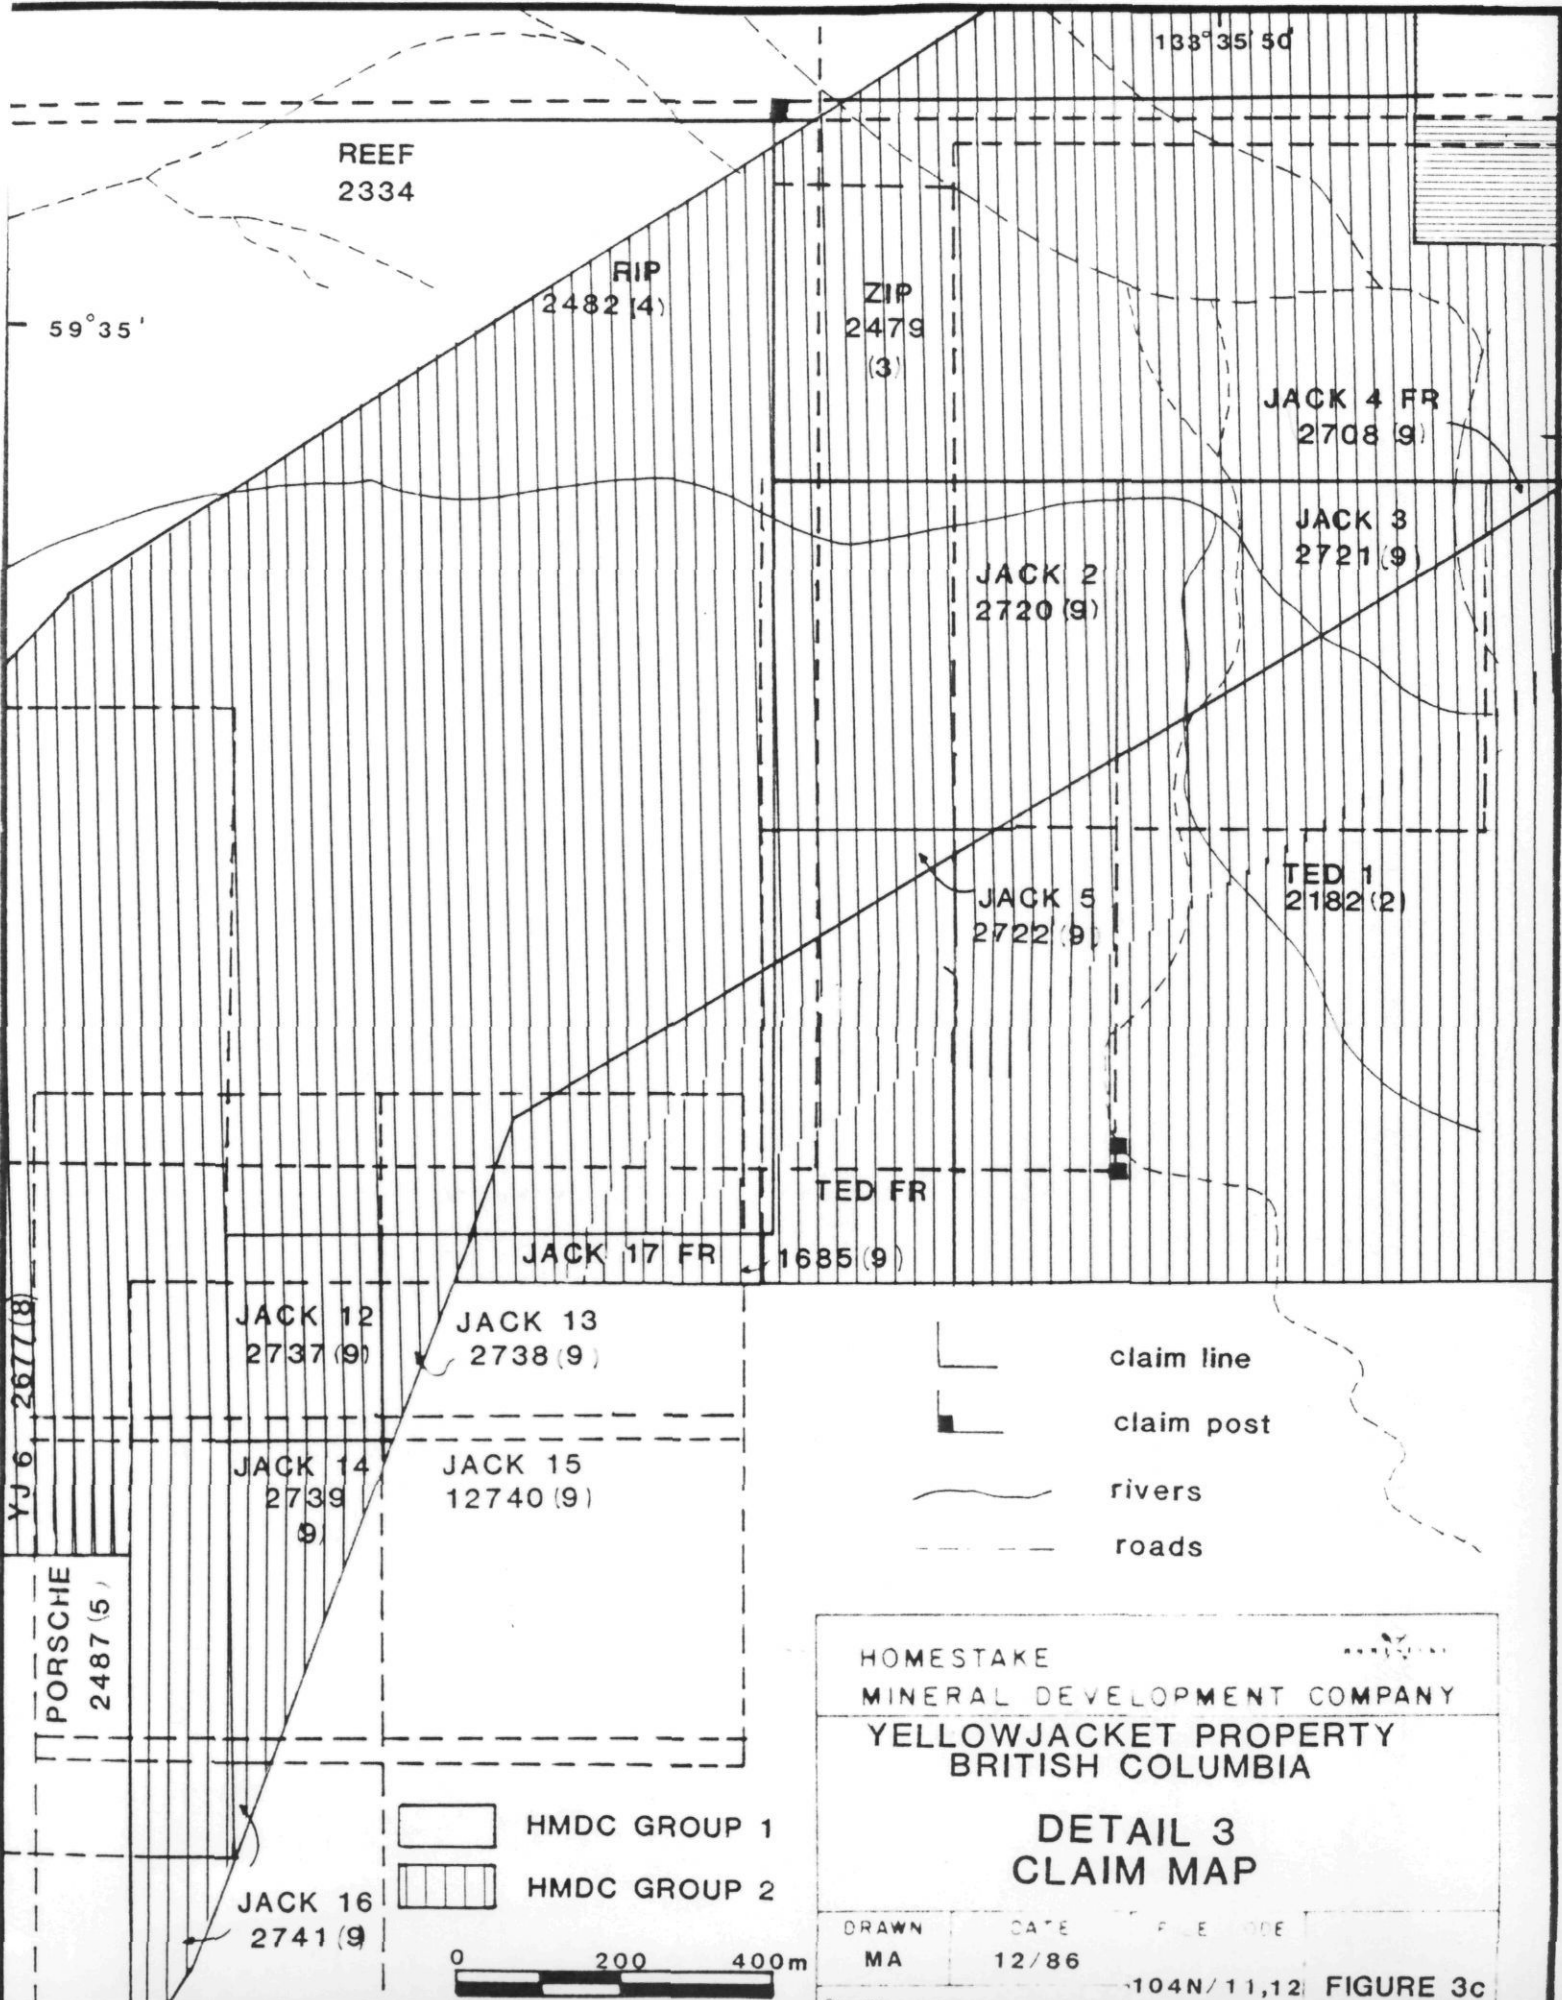 133°35'50"
REEF
2334
RIP
2482(4)
ZIP
2479
(3)
59°35'
JACK 4 FR
2708(9)
JACK 3
2721(9)
JACK 2
2720(9)
TED 1
2182(2)
JACK 5
2722(9)
TED FR
1685(9)
JACK 17 FR
JACK 12
2737(9)
JACK 13
2738(9)
YJ 6 2677(8)
JACK 14
2739
9)
JACK 15
12740(9)
PORSCHE
2487(5)
JACK 16
2741(9)
claim line
claim post
rivers
roads
HMDC GROUP 1
HMDC GROUP 2
0 200 400m
HOMESTAKE
MINERAL DEVELOPMENT COMPANY
YELLOWJACKET PROPERTY
BRITISH COLUMBIA
DETAIL 3
CLAIM MAP
DRAWN
MA
DATE
12/86
104N/11,12
FIGURE 3c